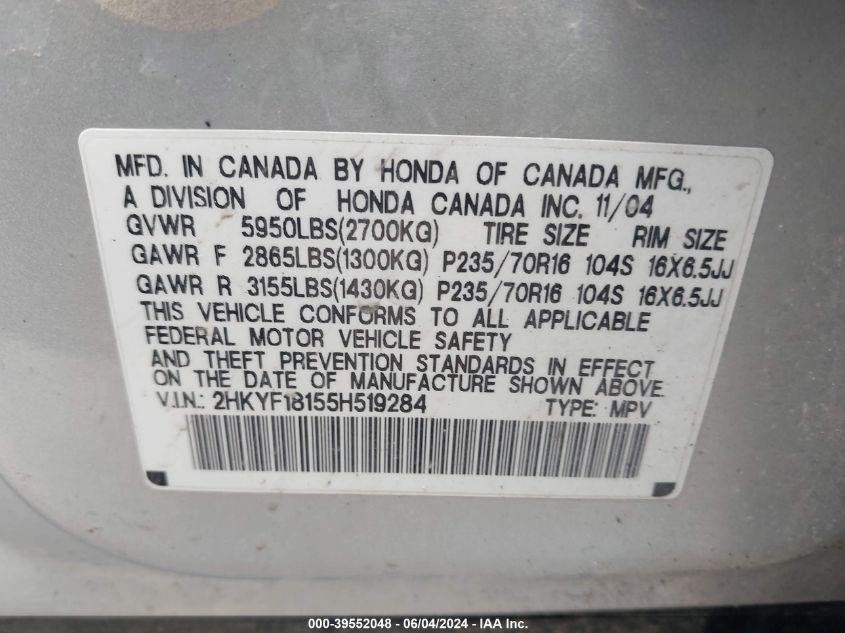 MFD. IN CANADA BY HONDA OF CANADA MFG.,
A DIVISION OF HONDA CANADA INC. 11/04
GVWR 5950LBS(2700KG) TIRE SIZE RIM SIZE
GAWR F 2865LBS(1300KG) P235/70R16 104S 16X6.5JJ
GAWR R 3155LBS(1430KG) P235/70R16 104S 16X6.5JJ
THIS VEHICLE CONFORMS TO ALL APPLICABLE
FEDERAL MOTOR VEHICLE SAFETY
AND THEFT PREVENTION STANDARDS IN EFFECT
ON THE DATE OF MANUFACTURE SHOWN ABOVE.
V.I.N.: 2HKYF18155H519284 TYPE: MPV
000-39552048 - 06/04/2024 - IAA Inc.